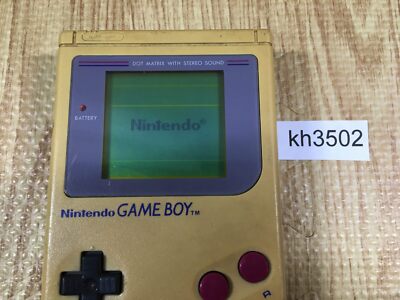 DOT MATRIX WITH STEREO SOUND
BATTERY
Nintendo®
kh3502
Nintendo GAME BOY™
B